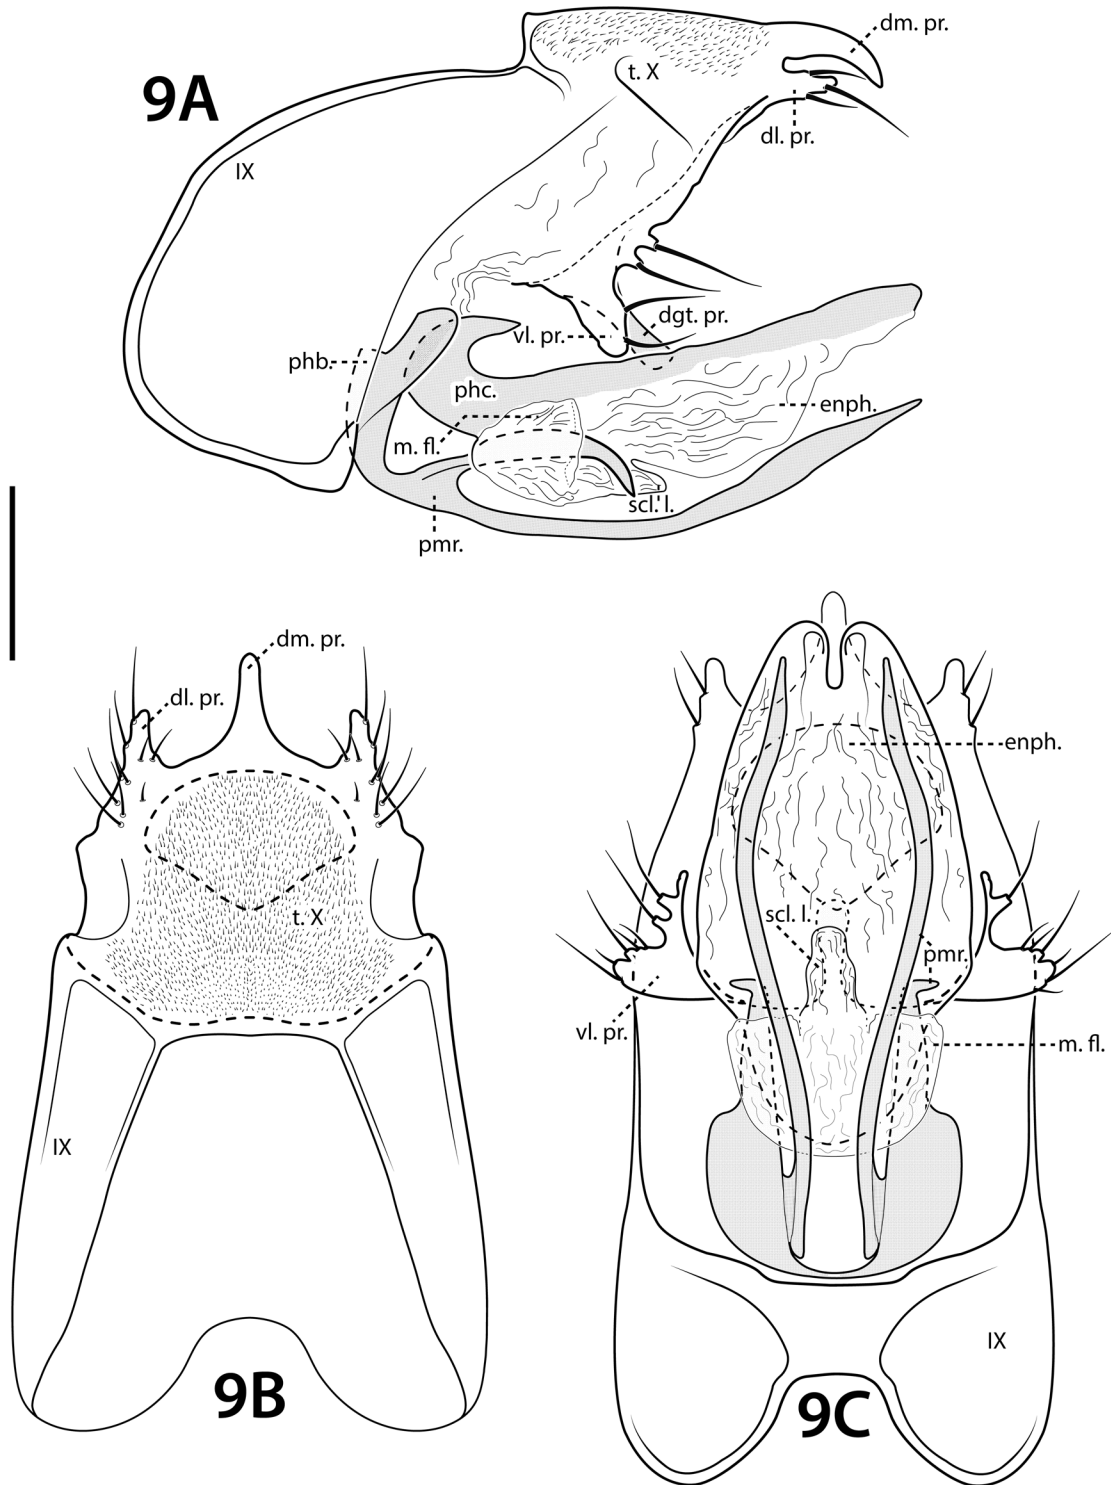 dm. pr.
9A
t. X
dl. pr.
IX
dgt. pr.
vl. pr.
phb.
phc.
enph.
m. fl.
scl. l.
pmr.
dm. pr.
dl. pr.
t. X
IX
9B
enph.
scl. l.
pmr.
vl. pr.
m. fl.
IX
9C